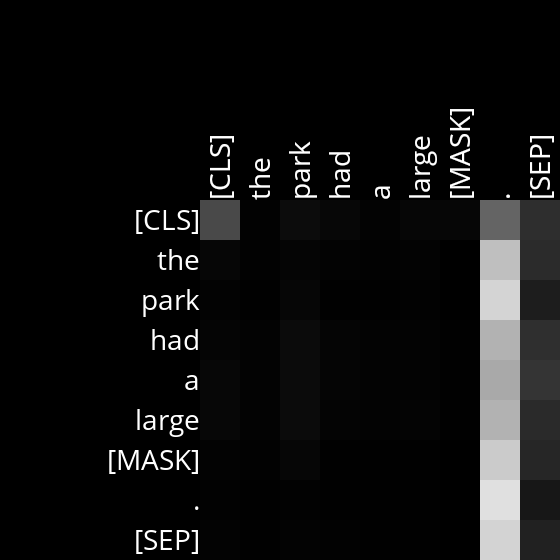 [CLS] the park had a large [MASK] . [SEP]
[CLS]
the
park
had
a
large
[MASK]
.
[SEP]